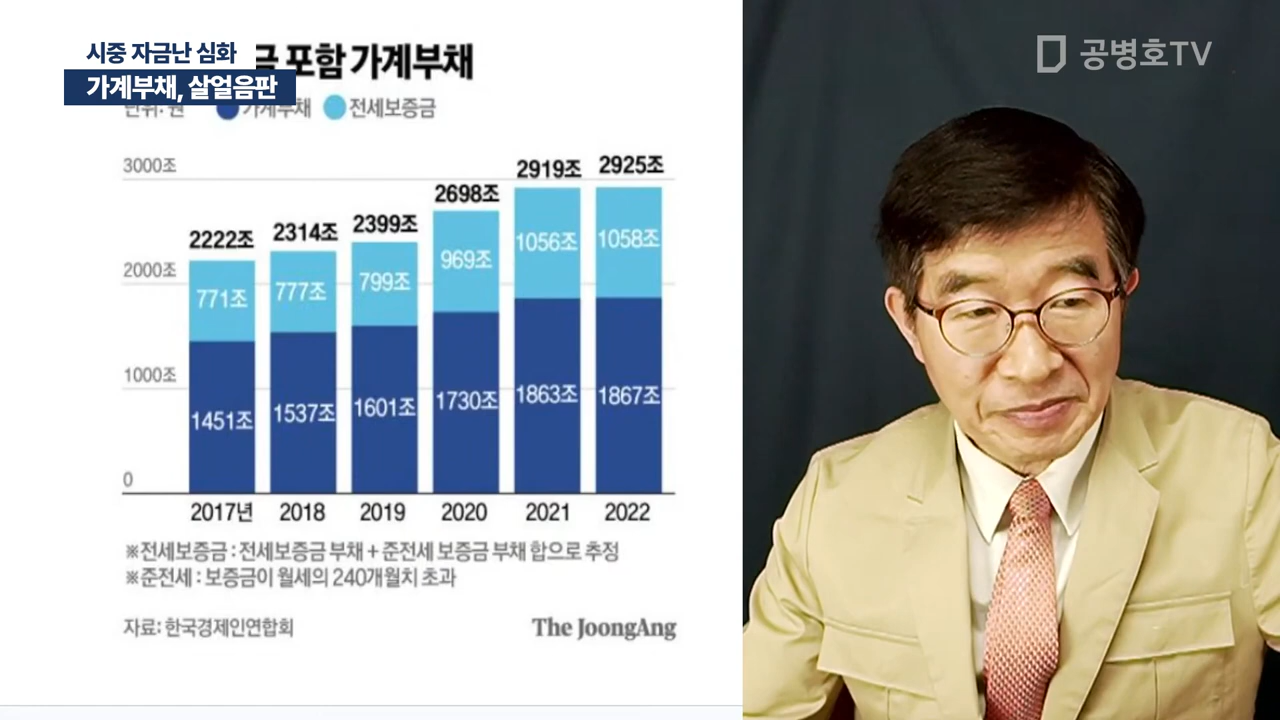 시중 자금난 심화
가계부채, 살얼음판
금 포함 가계부채
단위: 원
가계부채
전세보증금
공병호TV
3000조
2000조
1000조
0
2222조
2314조
2399조
2698조
2919조
2925조
771조
777조
799조
969조
1056조
1058조
1451조
1537조
1601조
1730조
1863조
1867조
2017년
2018
2019
2020
2021
2022
※전세보증금 : 전세보증금 부채 + 준전세 보증금 부채 합으로 추정
※준전세 : 보증금이 월세의 240개월치 초과
자료: 한국경제인연합회
The JoongAng